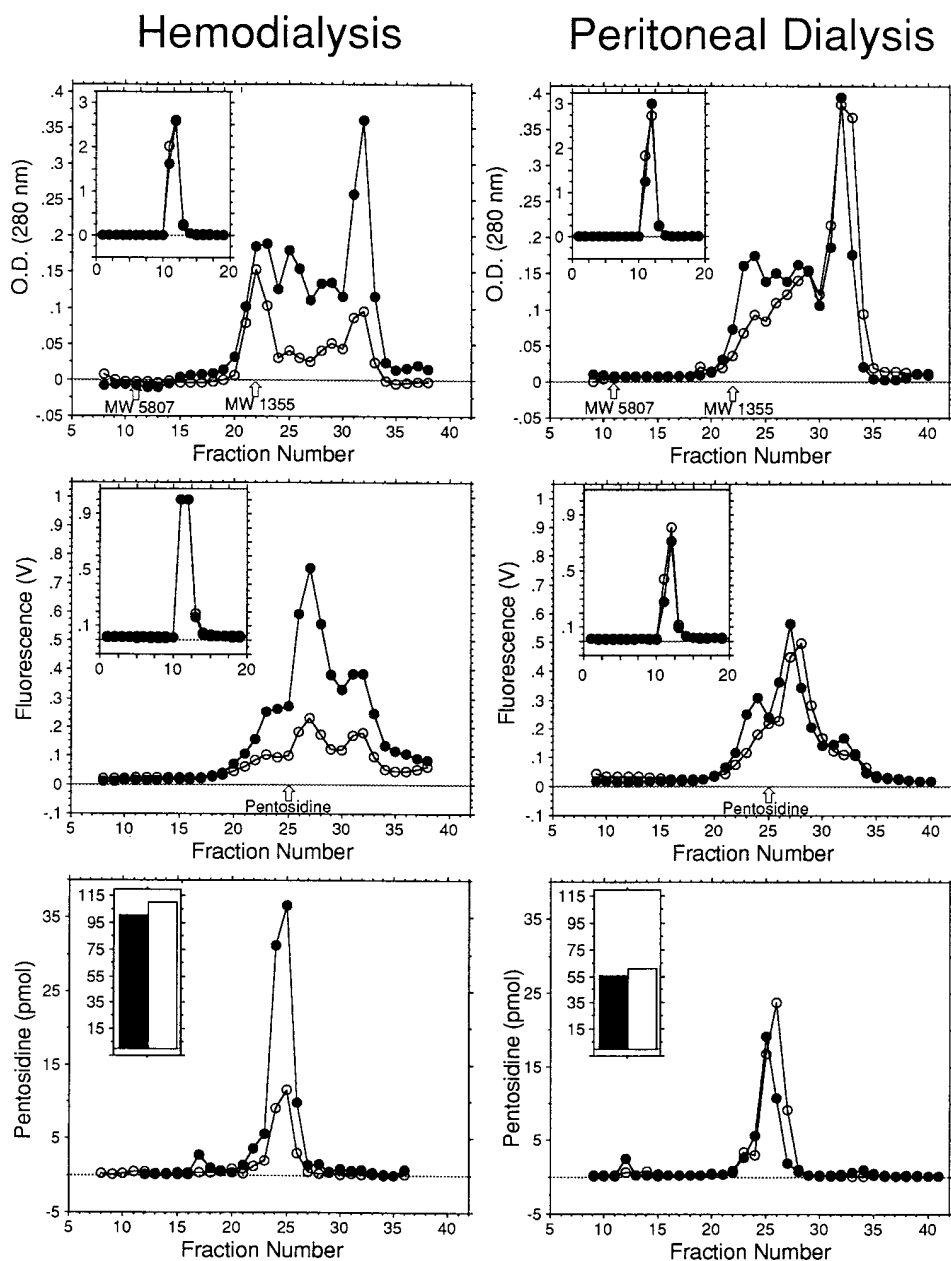 Hemodialysis
Peritoneal Dialysis
O.D. (280 nm)
.4
.35
.3
.25
.2
.15
.1
.05
0
-.05
3
2
1
0
0 10 20
MW 5807
MW 1355
5 10 15 20 25 30 35 40
Fraction Number
O.D. (280 nm)
.4
.35
.3
.25
.20
.15
.1
.05
0
-.05
3
2
1
0
0 10 20
MW 5807
MW 1355
5 10 15 20 25 30 35 40
Fraction Number
Fluorescence (V)
1
.9
.8
.7
.6
.5
.4
.3
.2
.1
0
-.1
.9
.5
.1
0 10 20
Pentosidine
5 10 15 20 25 30 35 40
Fraction Number
Fluorescence (V)
1
.9
.8
.7
.6
.5
.4
.3
.2
.1
0
-.1
.9
.5
.1
0 10 20
Pentosidine
5 10 15 20 25 30 35 40
Fraction Number
Pentosidine (pmol)
35
25
15
5
-5
115
95
75
55
35
15
5 10 15 20 25 30 35 40
Fraction Number
Pentosidine (pmol)
35
25
15
5
-5
115
95
75
55
35
15
5 10 15 20 25 30 35 40
Fraction Number